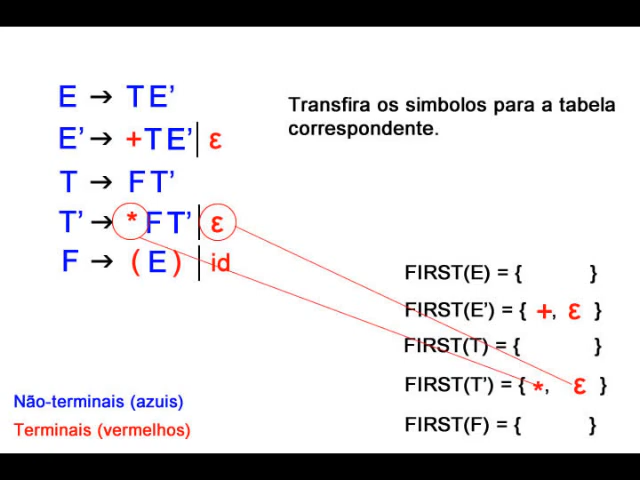 E → TE’
E’ → +TE’|ε
T → FT’
T’ → *FT’|ε
F → (E)|id
Transfira os simbolos para a tabela
correspondente.
FIRST(E) = { }
FIRST(E’) = { +, ε }
FIRST(T) = { }
FIRST(T’) = { *, ε }
FIRST(F) = { }
Não-terminais (azuis)
Terminais (vermelhos)